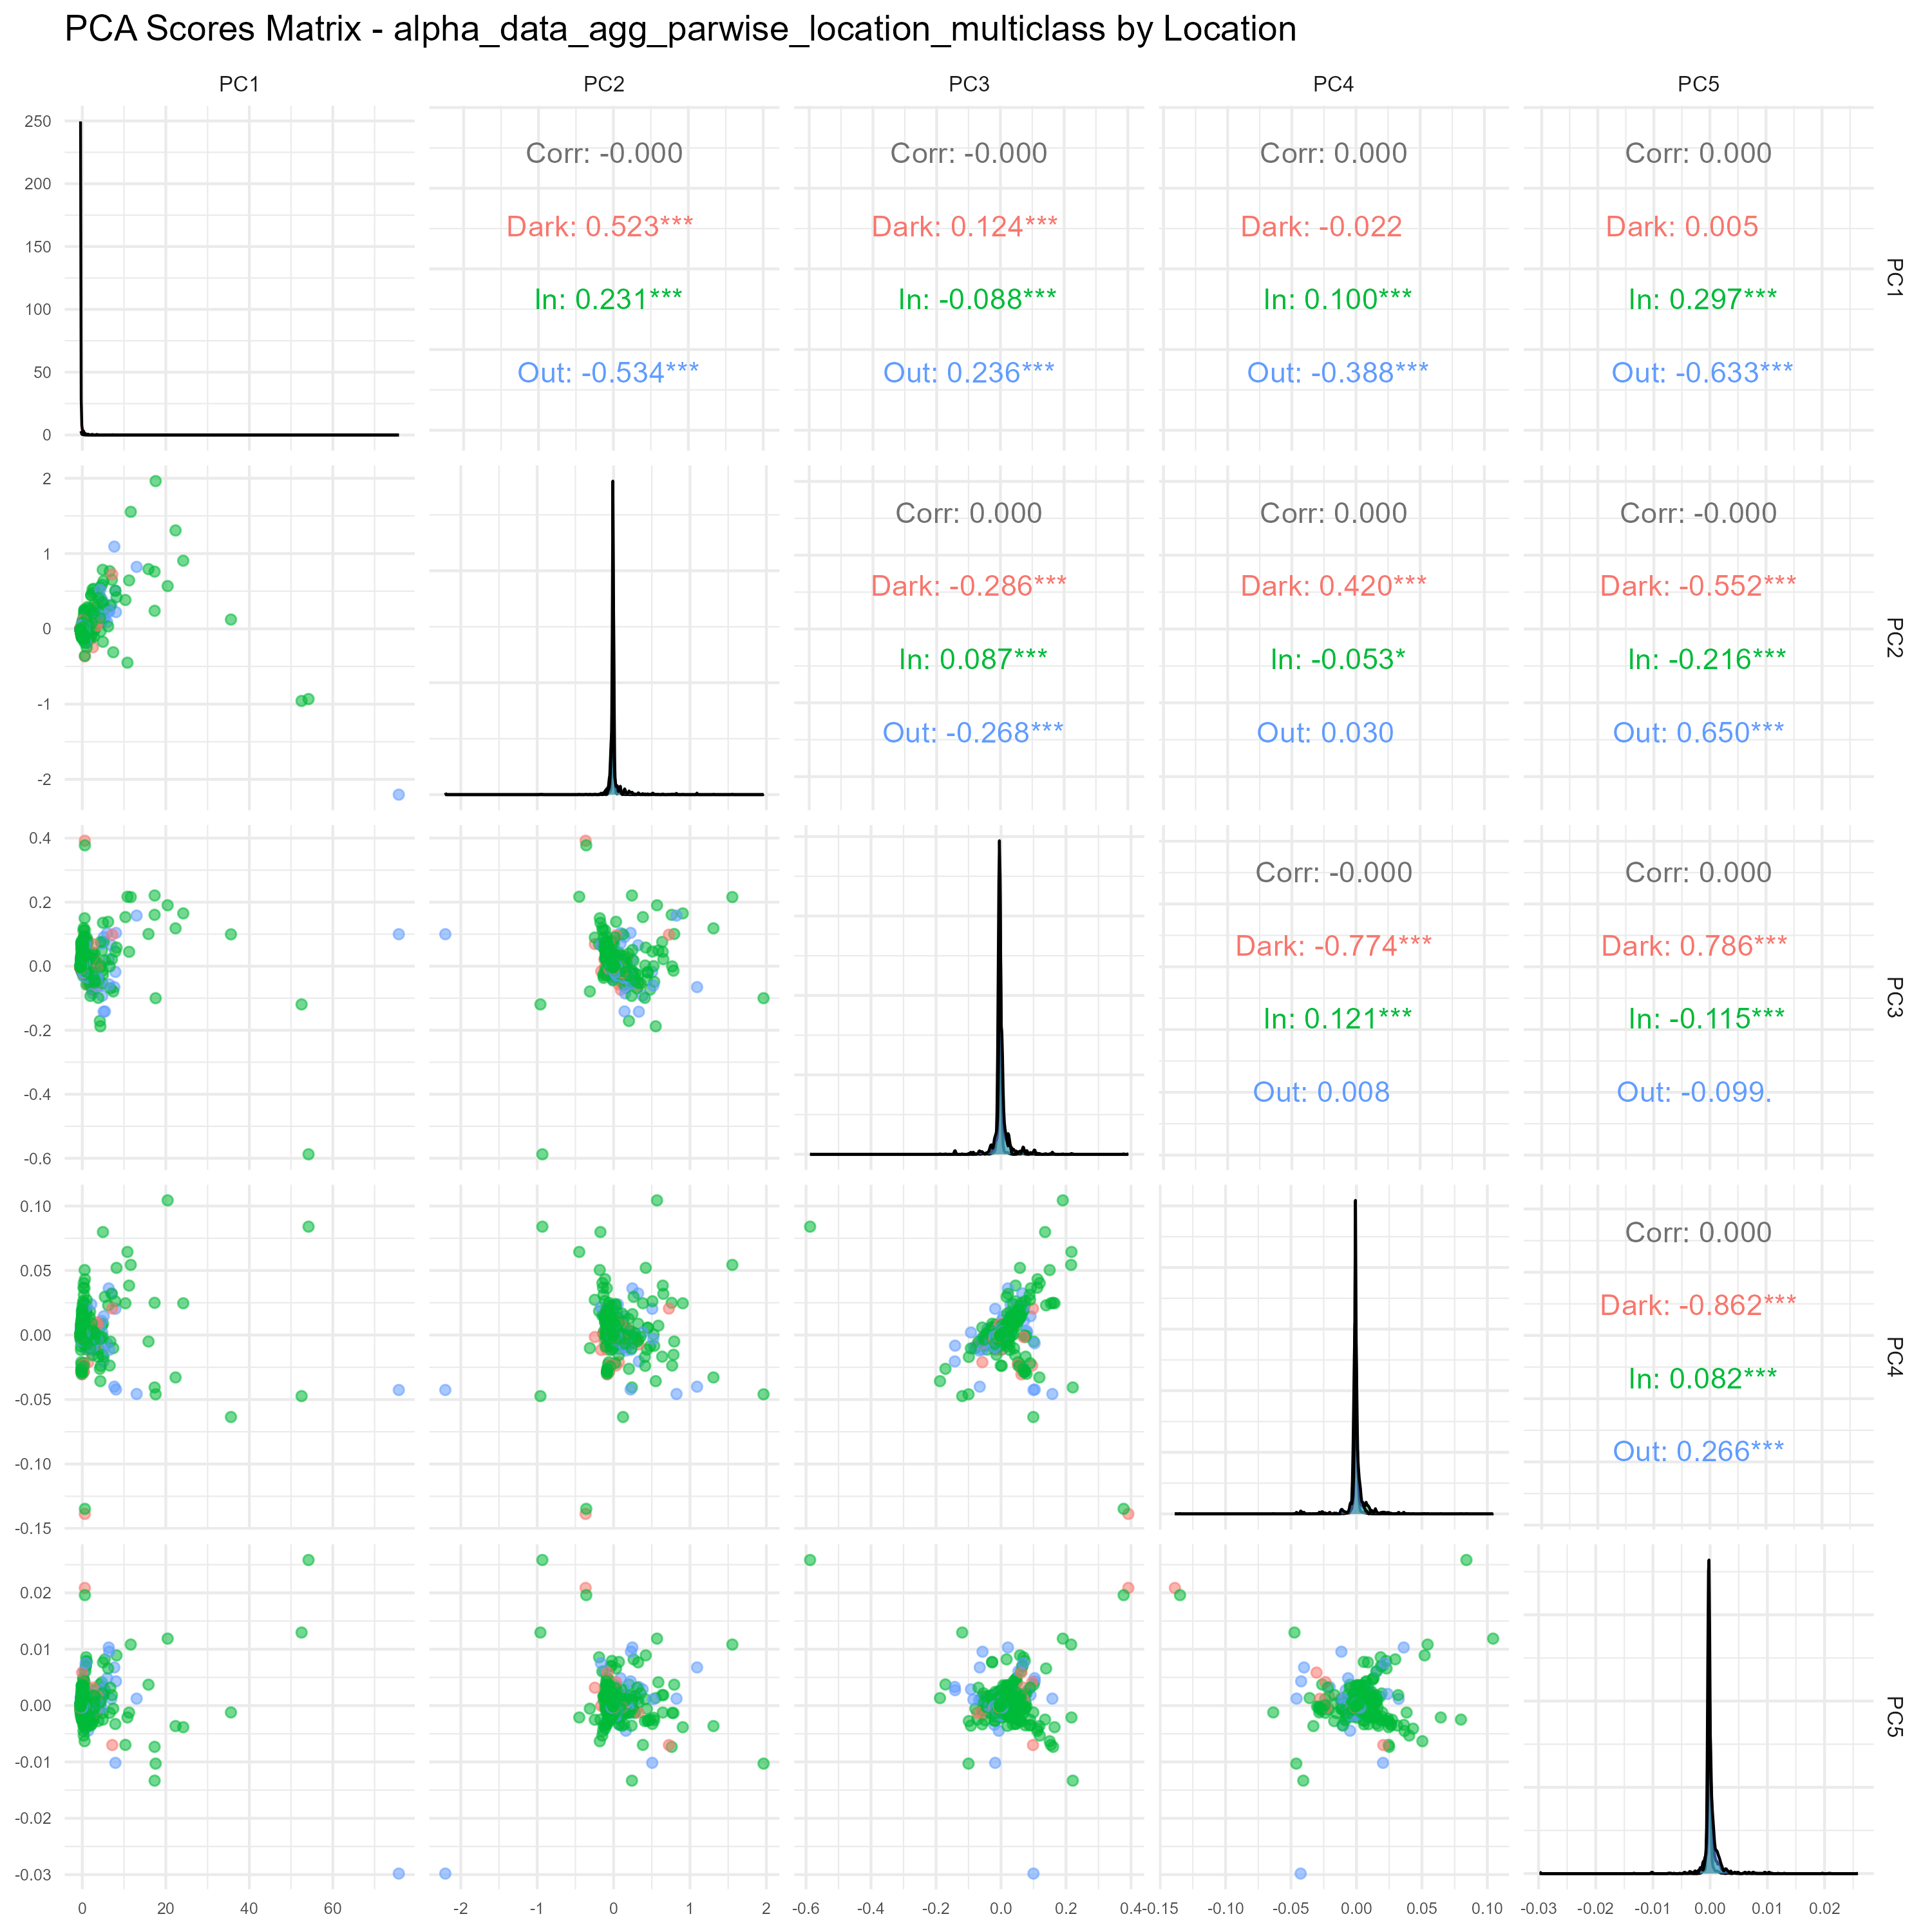 PCA Scores Matrix - alpha_data_agg_parwise_location_multiclass by Location
PC1 PC2 PC3 PC4 PC5
250
200
150
100
50
0
Corr: -0.000
Dark: 0.523***
In: 0.231***
Out: -0.534***
Corr: -0.000
Dark: 0.124***
In: -0.088***
Out: 0.236***
Corr: 0.000
Dark: -0.022
In: 0.100***
Out: -0.388***
Corr: 0.000
Dark: 0.005
In: 0.297***
Out: -0.633***
PC1
2
1
0
-1
-2
Corr: 0.000
Dark: -0.286***
In: 0.087***
Out: -0.268***
Corr: 0.000
Dark: 0.420***
In: -0.053*
Out: 0.030
Corr: -0.000
Dark: -0.552***
In: -0.216***
Out: 0.650***
PC2
0.4
0.2
0.0
-0.2
-0.4
-0.6
Corr: -0.000
Dark: -0.774***
In: 0.121***
Out: 0.008
Corr: 0.000
Dark: 0.786***
In: -0.115***
Out: -0.099.
PC3
0.10
0.05
0.00
-0.05
-0.10
-0.15
Corr: 0.000
Dark: -0.862***
In: 0.082***
Out: 0.266***
PC4
0.02
0.01
0.00
-0.01
-0.02
-0.03
PC5
0 20 40 60
-2 -1 0 1 2
-0.6 -0.4 -0.2 0.0 0.2 0.4
-0.15 -0.10 -0.05 0.00 0.05 0.10
-0.03 -0.02 -0.01 0.00 0.01 0.02